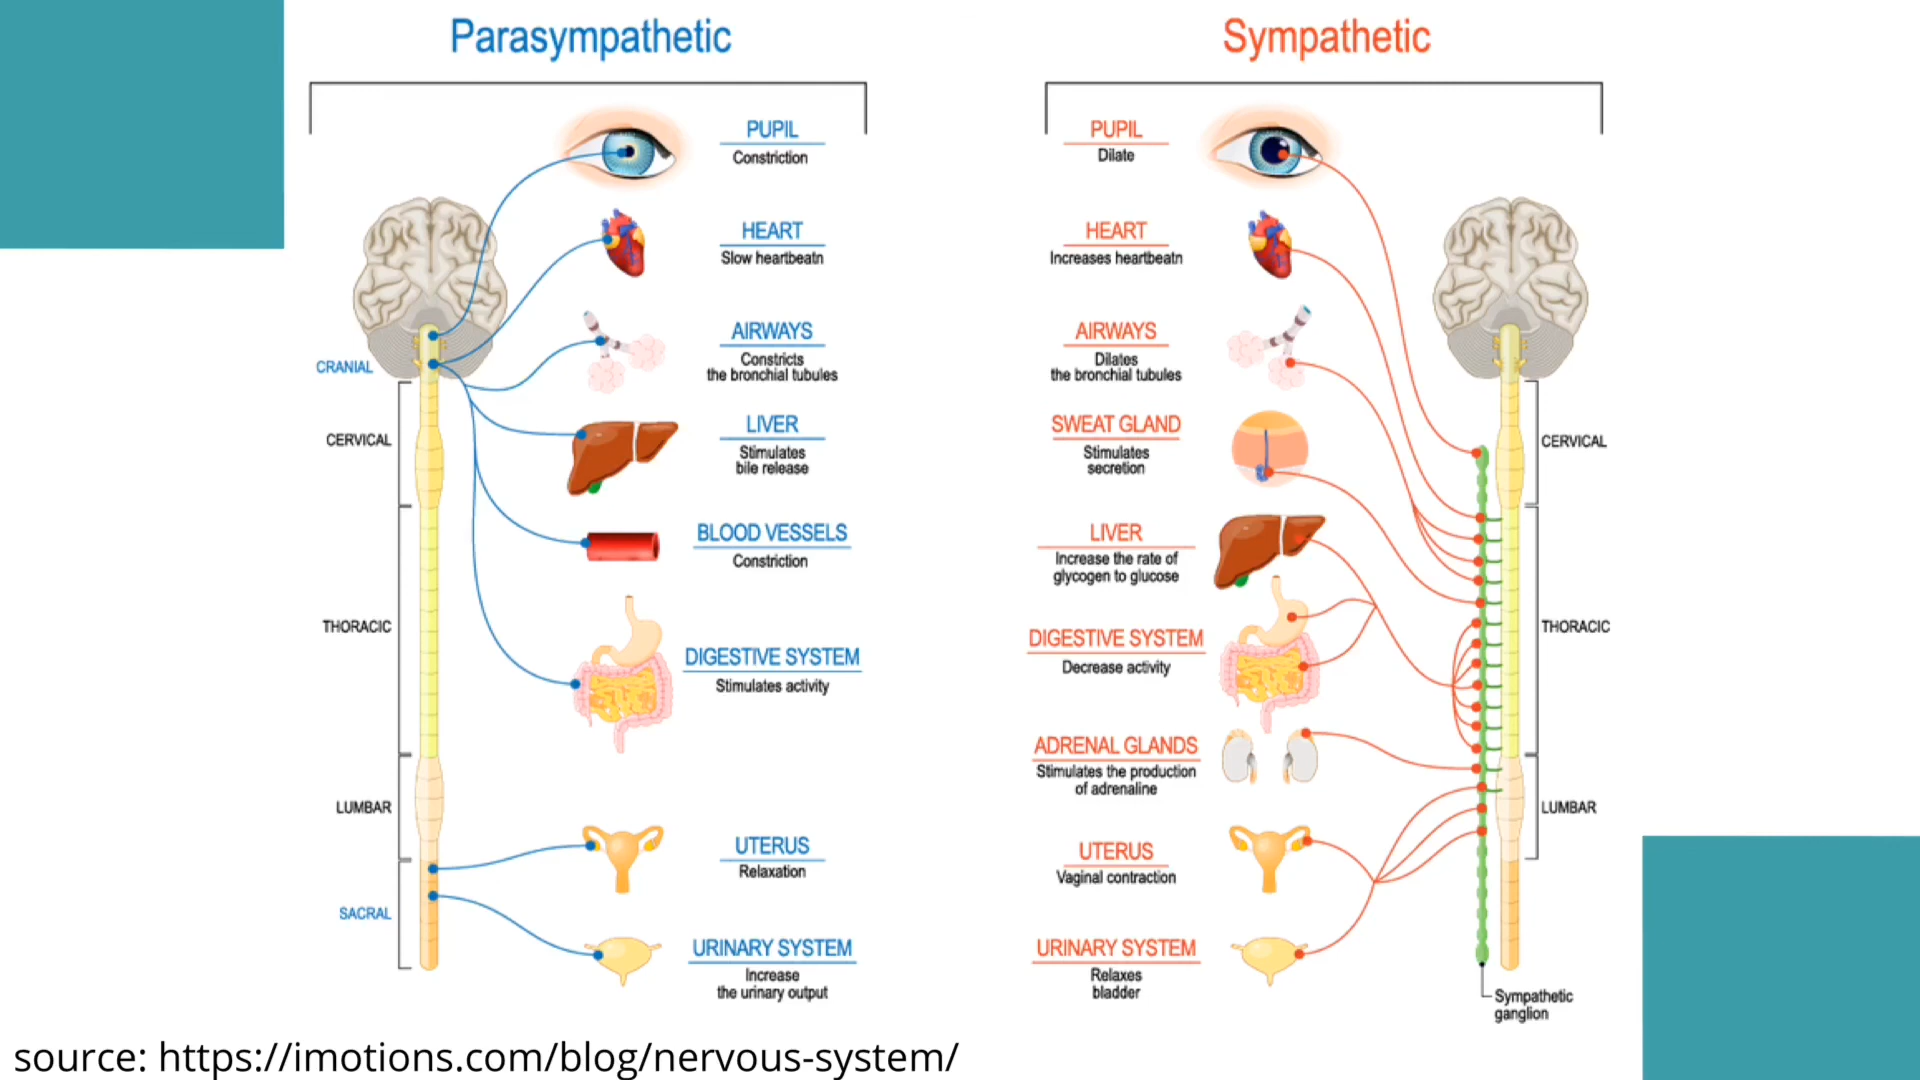 Parasympathetic
PUPIL
Constriction
HEART
Slow heartbeatn
AIRWAYS
Constricts
the bronchial tubules
LIVER
Stimulates
bile release
BLOOD VESSELS
Constriction
DIGESTIVE SYSTEM
Stimulates activity
UTERUS
Relaxation
URINARY SYSTEM
Increase
the urinary output
CRANIAL
CERVICAL
THORACIC
LUMBAR
SACRAL
Sympathetic
PUPIL
Dilate
HEART
Increases heartbeatn
AIRWAYS
Dilates
the bronchial tubules
SWEAT GLAND
Stimulates
secretion
LIVER
Increase the rate of
glycogen to glucose
DIGESTIVE SYSTEM
Decrease activity
ADRENAL GLANDS
Stimulates the production
of adrenaline
UTERUS
Vaginal contraction
URINARY SYSTEM
Relaxes
bladder
CERVICAL
THORACIC
LUMBAR
Sympathetic
ganglion
source: https://imotions.com/blog/nervous-system/